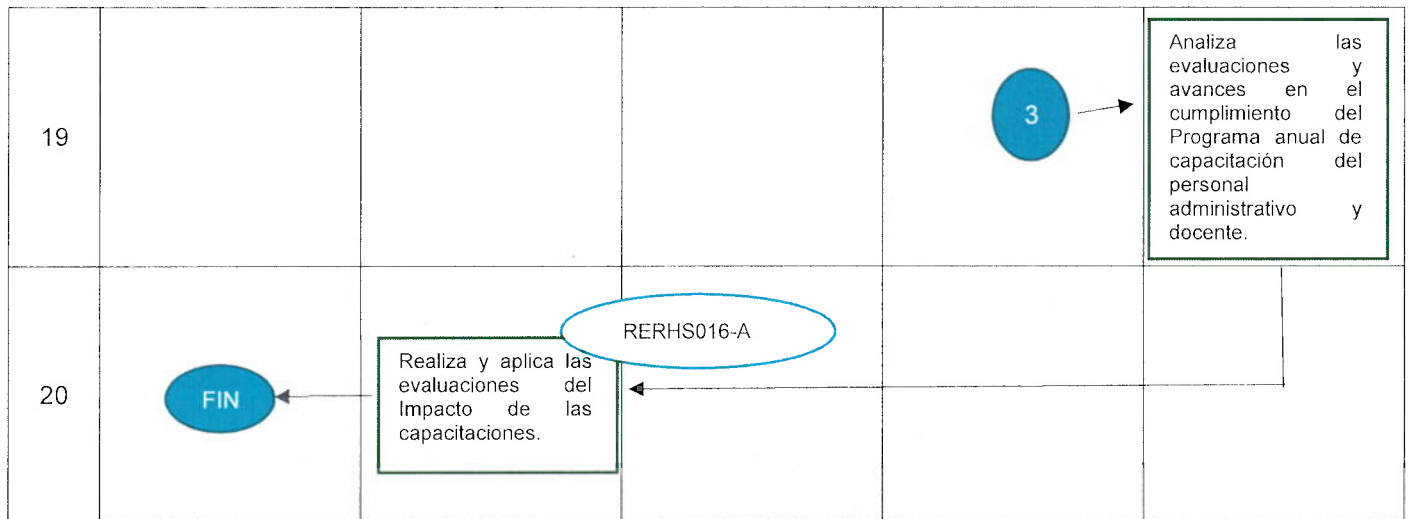 19
3
Analiza las
evaluaciones y
avances en el
cumplimiento del
Programa anual de
capacitación del
personal
administrativo y
docente.
20
FIN
Realiza y aplica las
evaluaciones del
Impacto de las
capacitaciones.
RERHS016-A